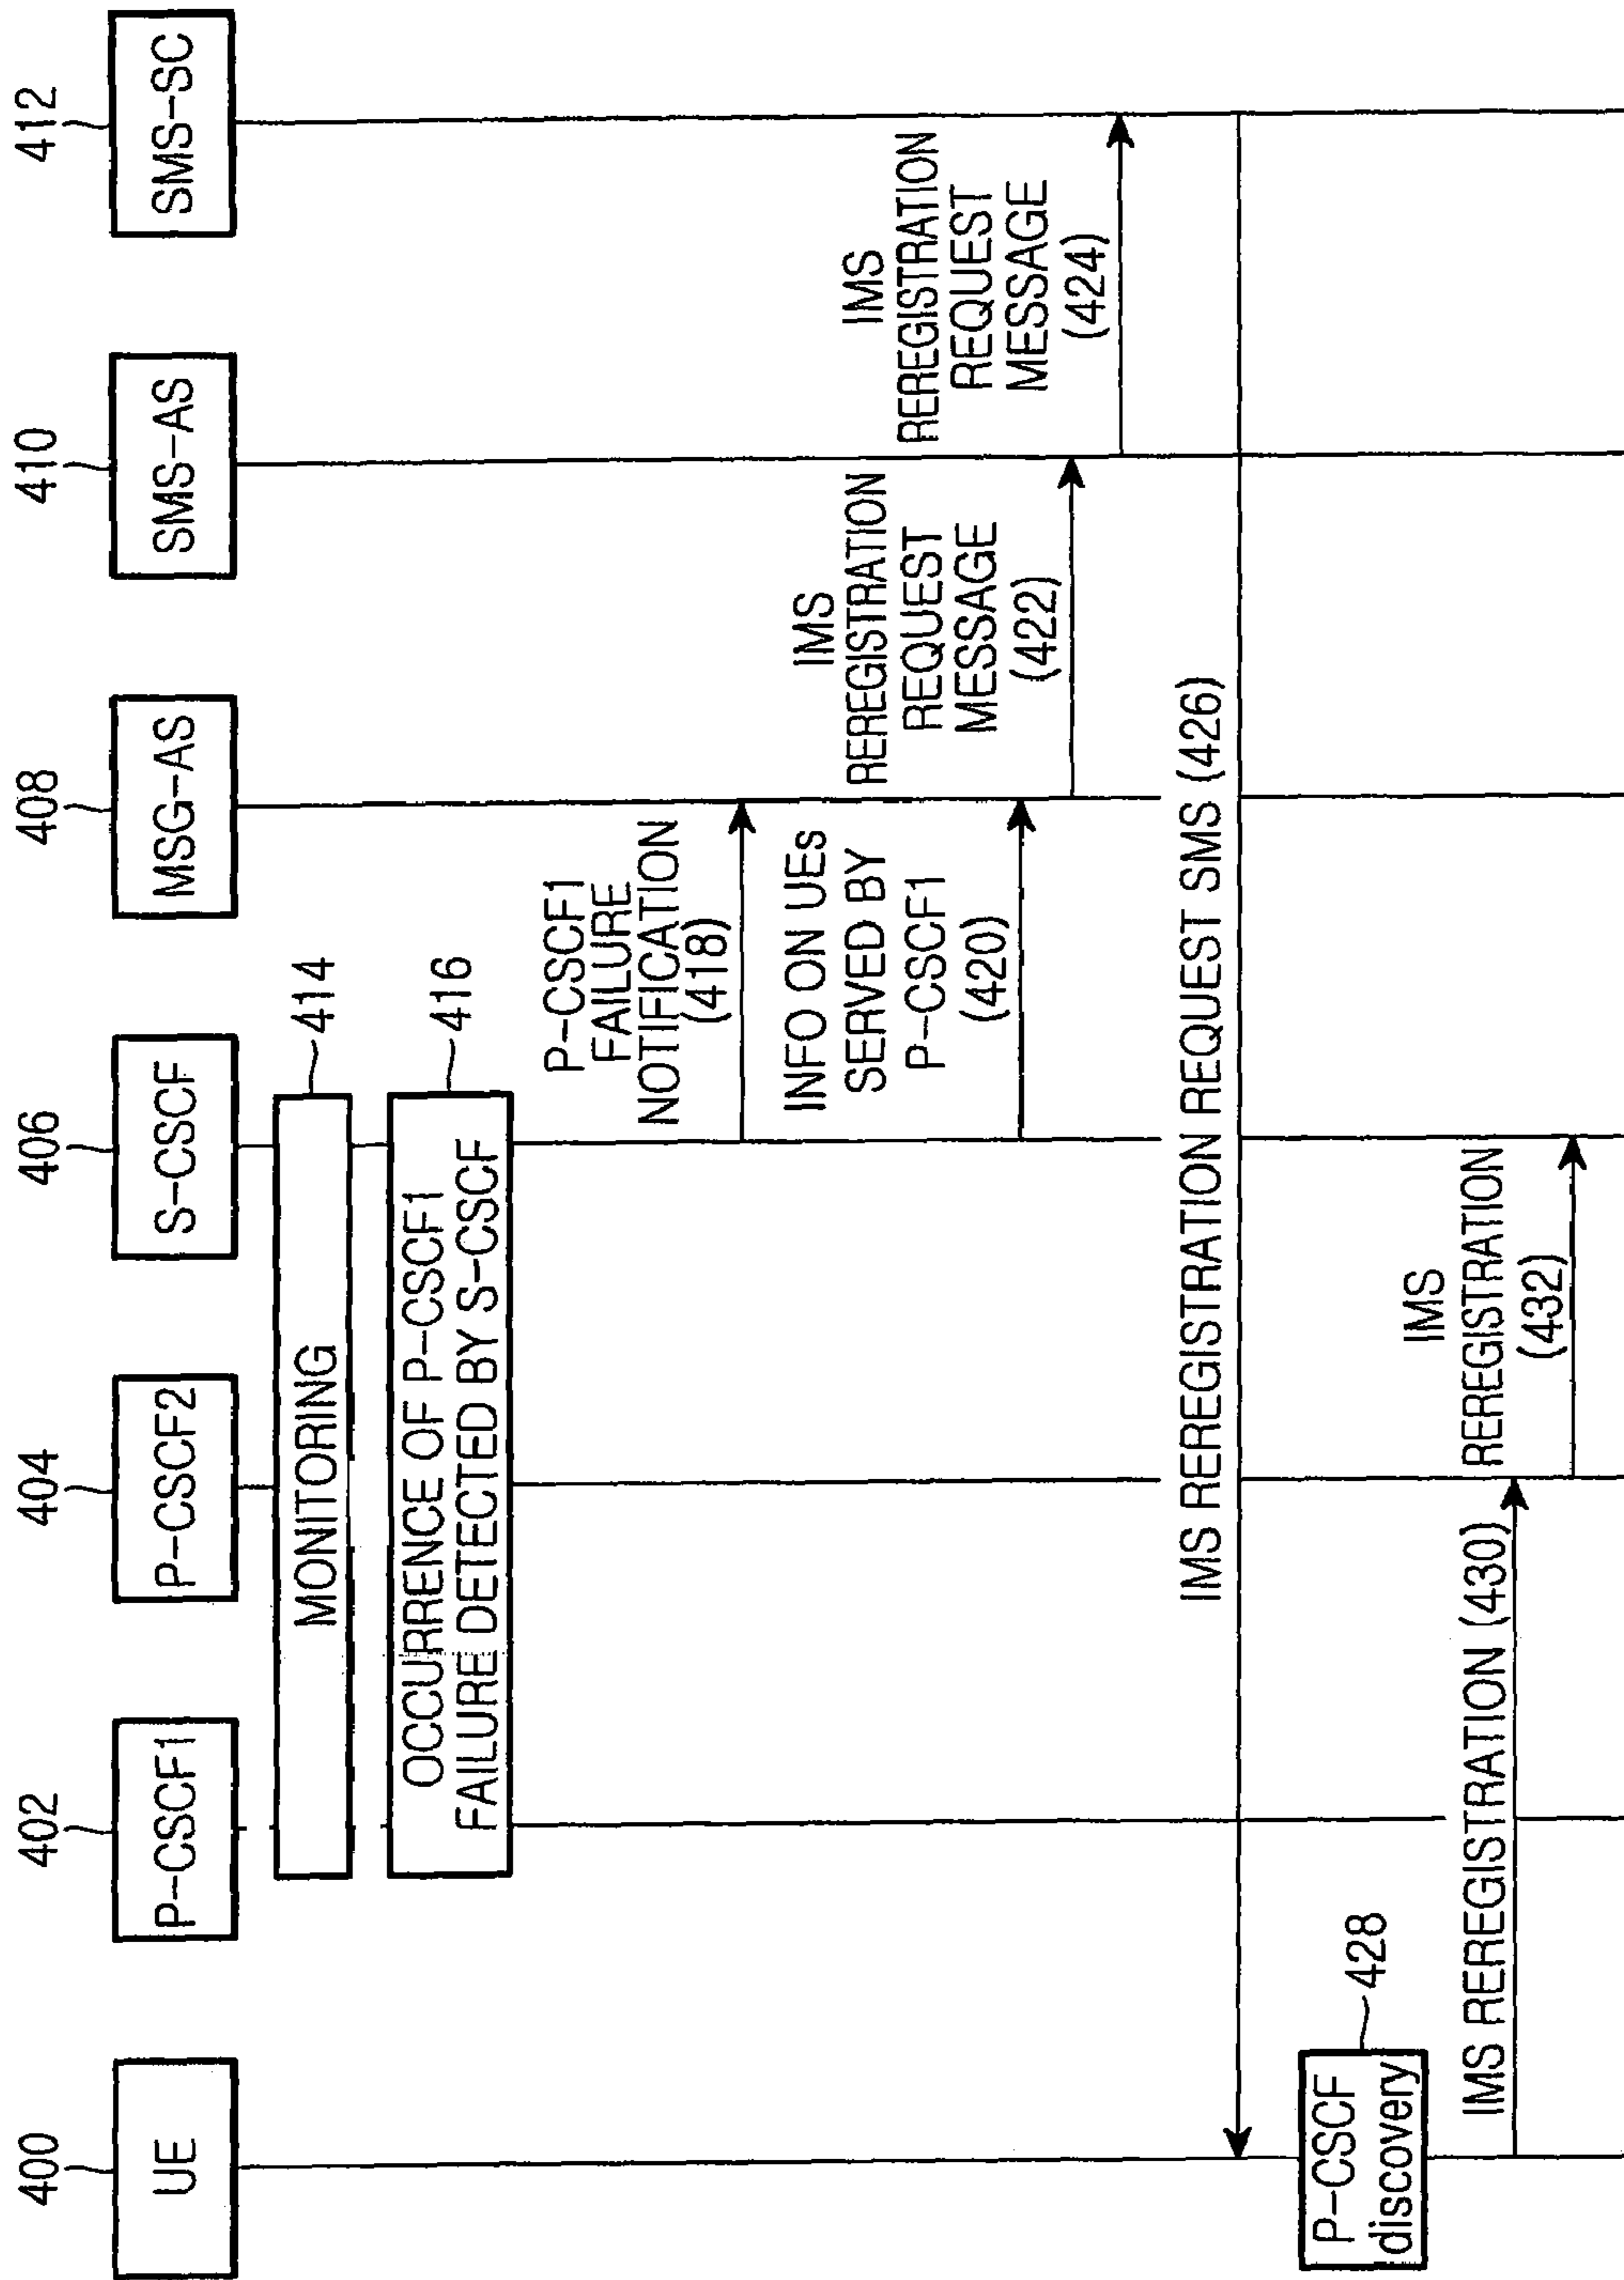 400
402
404
406
408
410
412
UE
P-CSCF1
P-CSCF2
S-CSCF
MSG-AS
SMS-AS
SMS-SC
MONITORING
414
OCCURRENCE OF P-CSCF1
FAILURE DETECTED BY S-CSCF
416
P-CSCF1
FAILURE
NOTIFICATION
(418)
INFO ON UEs
SERVED BY
P-CSCF1
(420)
IMS
REREGISTRATION
REQUEST
MESSAGE
(422)
IMS
REREGISTRATION
REQUEST
MESSAGE
(424)
IMS REREGISTRATION REQUEST SMS (426)
P-CSCF
discovery
428
IMS REREGISTRATION (430)
IMS
REREGISTRATION
(432)